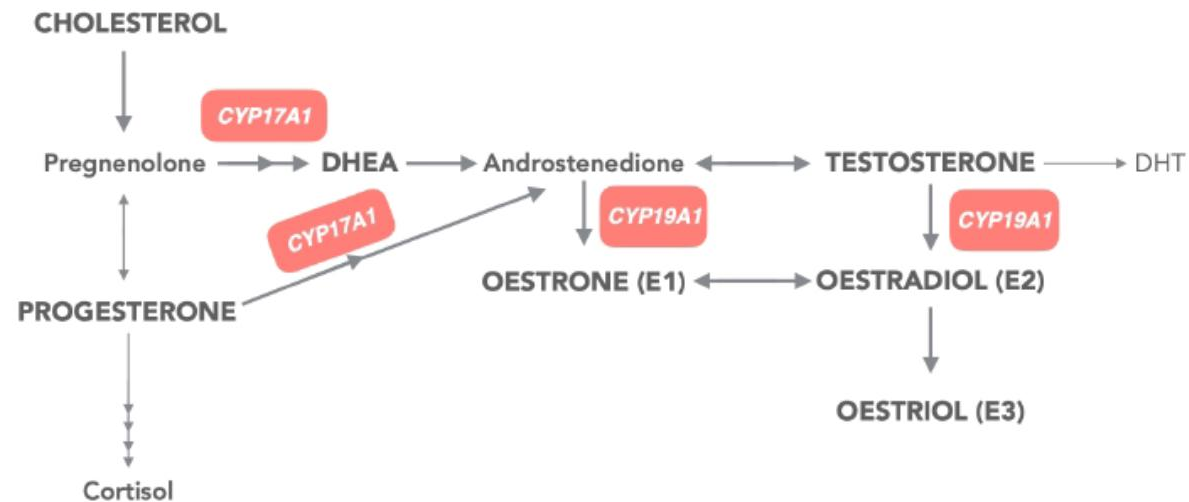 CHOLESTEROL
CYP17A1
Pregnenolone DHEA Androstenedione TESTOSTERONE DHT
CYP17A1 CYP19A1 CYP19A1
OESTRONE (E1) OESTRADIOL (E2)
PROGESTERONE
OESTRIOL (E3)
Cortisol